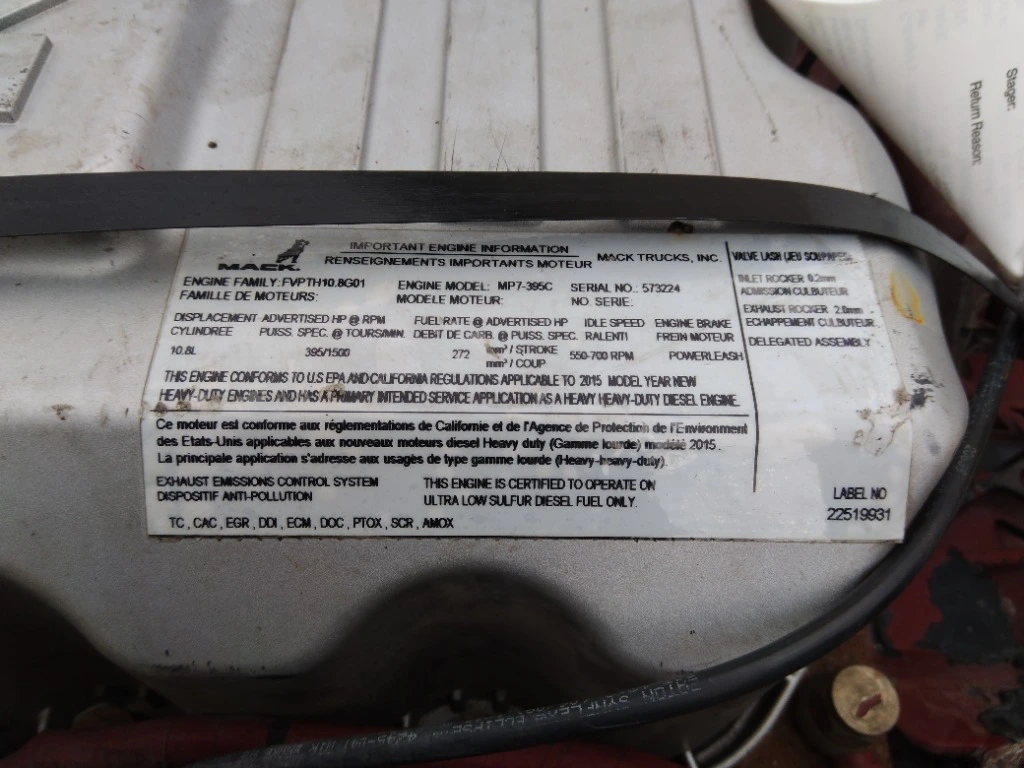 Stager:
Return Reason:
MACK.
IMPORTANT ENGINE INFORMATION
RENSEIGNEMENTS IMPORTANTS MOTEUR
MACK TRUCKS, INC.
ENGINE FAMILY: FVPTH10.8G01
FAMILLE DE MOTEURS:
ENGINE MODEL: MP7-395C
MODELE MOTEUR:
SERIAL NO.: 573224
NO. SERIE:
DISPLACEMENT ADVERTISED HP @ RPM FUEL RATE @ ADVERTISED HP IDLE SPEED ENGINE BRAKE
CYLINDREE PUISS. SPEC. @ TOURS/MIN. DEBIT DE CARB. @ PUISS. SPEC. RALENTI FREIN MOTEUR
10.8L 395/1500 272 mm³ / STROKE 550-700 RPM POWERLEASH
mm³ / COUP
THIS ENGINE CONFORMS TO U.S EPA AND CALIFORNIA REGULATIONS APPLICABLE TO 2015 MODEL YEAR NEW
HEAVY-DUTY ENGINES AND HAS A PRIMARY INTENDED SERVICE APPLICATION AS A HEAVY HEAVY-DUTY DIESEL ENGINE.
Ce moteur est conforme aux réglementations de Californie et de l'Agence de Protection de l'Environment
des Etats-Unis applicables aux nouveaux moteurs diesel Heavy duty (Gamme lourde) modèle 2015.
La principale application s'adresse aux usages de type gamme lourde (Heavy-heavy-duty)
EXHAUST EMISSIONS CONTROL SYSTEM
DISPOSITIF ANTI-POLLUTION
THIS ENGINE IS CERTIFIED TO OPERATE ON
ULTRA LOW SULFUR DIESEL FUEL ONLY.
TC , CAC , EGR , DDI , ECM , DOC , PTOX , SCR , AMOX
VALVE LASH (JEU SOUPAPES)
INLET ROCKER 0.2mm
ADMISSION CULBUTEUR
EXHAUST ROCKER 2.0mm
ECHAPPEMENT CULBUTEUR
DELEGATED ASSEMBLY
LABEL NO
22519931